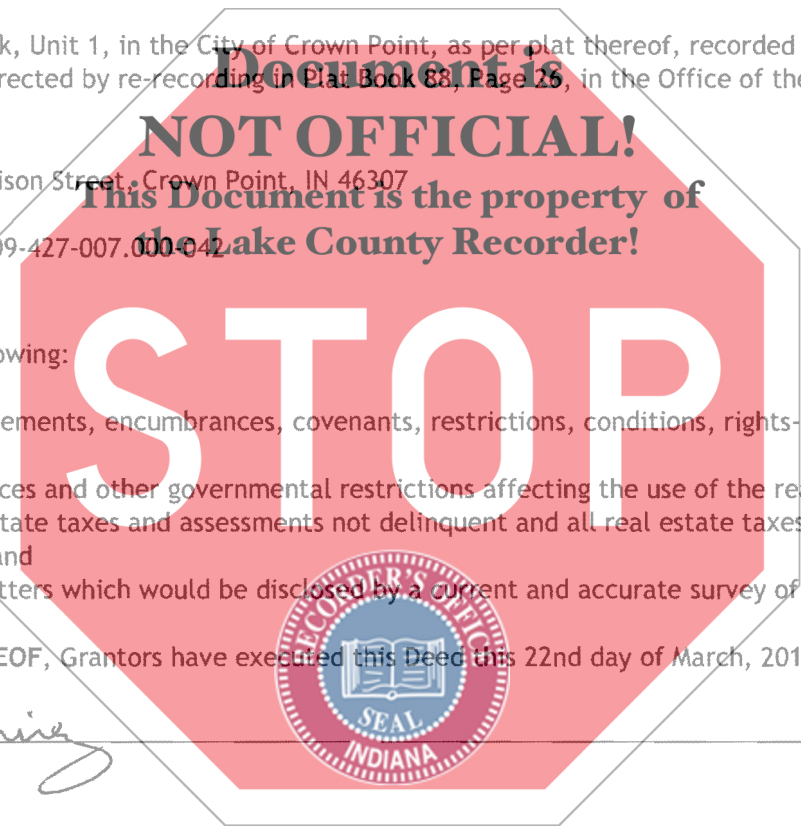 k, Unit 1, in the City of Crown Point, as per plat thereof, recorded
rected by re-recording in Plat Book 88, Page 26, in the Office of the
Document is
NOT OFFICIAL!
This Document is the property of
the Lake County Recorder!
ison Street, Crown Point, IN 46307
09-427-007.000-042
owing:
STOP
ements, encumbrances, covenants, restrictions, conditions, rights-
ces and other governmental restrictions affecting the use of the rea
tate taxes and assessments not delinquent and all real estate taxes
and
tters which would be disclosed by a current and accurate survey of
EOF, Grantors have executed this Deed this 22nd day of March, 201
RECORDER'S OFFICE
SEAL
INDIANA